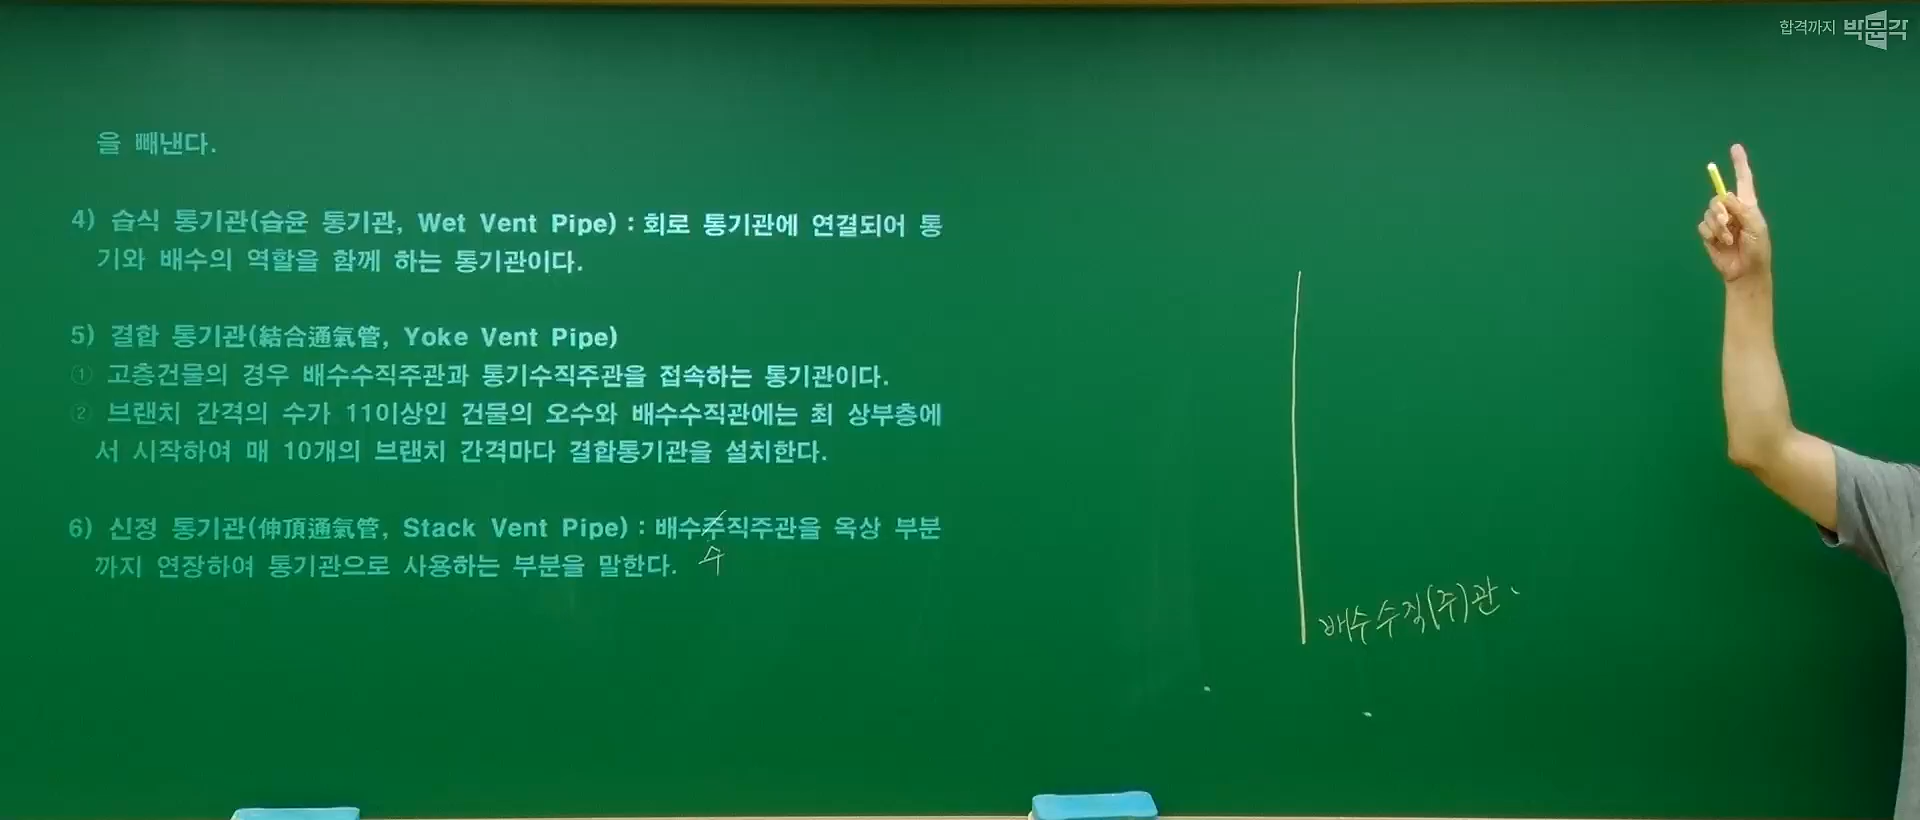 합격까지 박문각
을 빼낸다.
4) 습식 통기관(습윤 통기관, Wet Vent Pipe) : 회로 통기관에 연결되어 통
기와 배수의 역할을 함께 하는 통기관이다.
5) 결합 통기관(結合通氣管, Yoke Vent Pipe)
① 고층건물의 경우 배수수직주관과 통기수직주관을 접속하는 통기관이다.
② 브랜치 간격의 수가 11이상인 건물의 오수와 배수수직관에는 최 상부층에
서 시작하여 매 10개의 브랜치 간격마다 결합통기관을 설치한다.
6) 신정 통기관(伸頂通氣管, Stack Vent Pipe) : 배수주직주관을 옥상 부분
까지 연장하여 통기관으로 사용하는 부분을 말한다.
수
배수수직(주)관